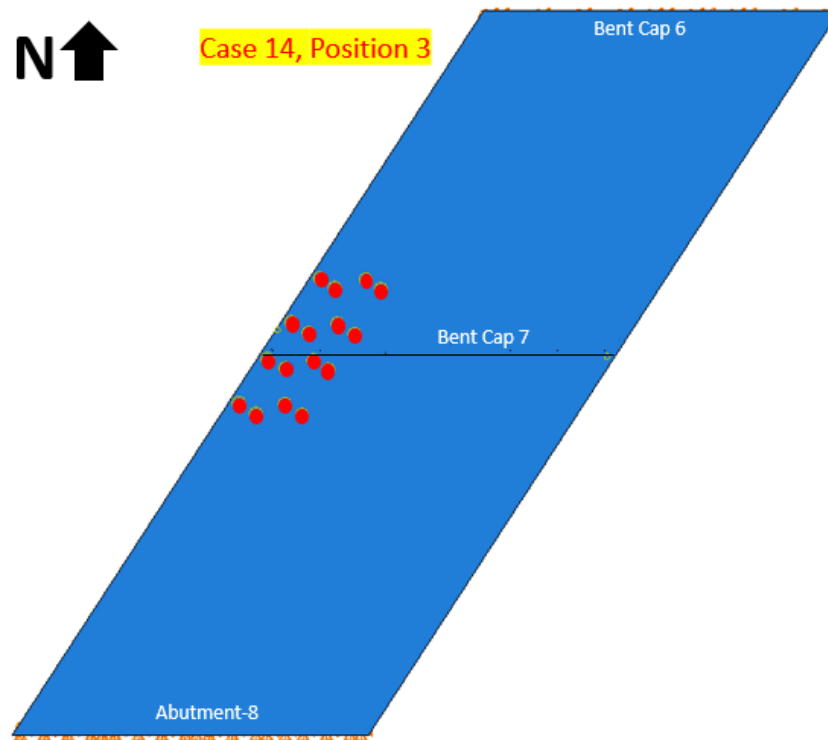 Bent Cap 6
N
Case 14, Position 3
Bent Cap 7
Abutment-8